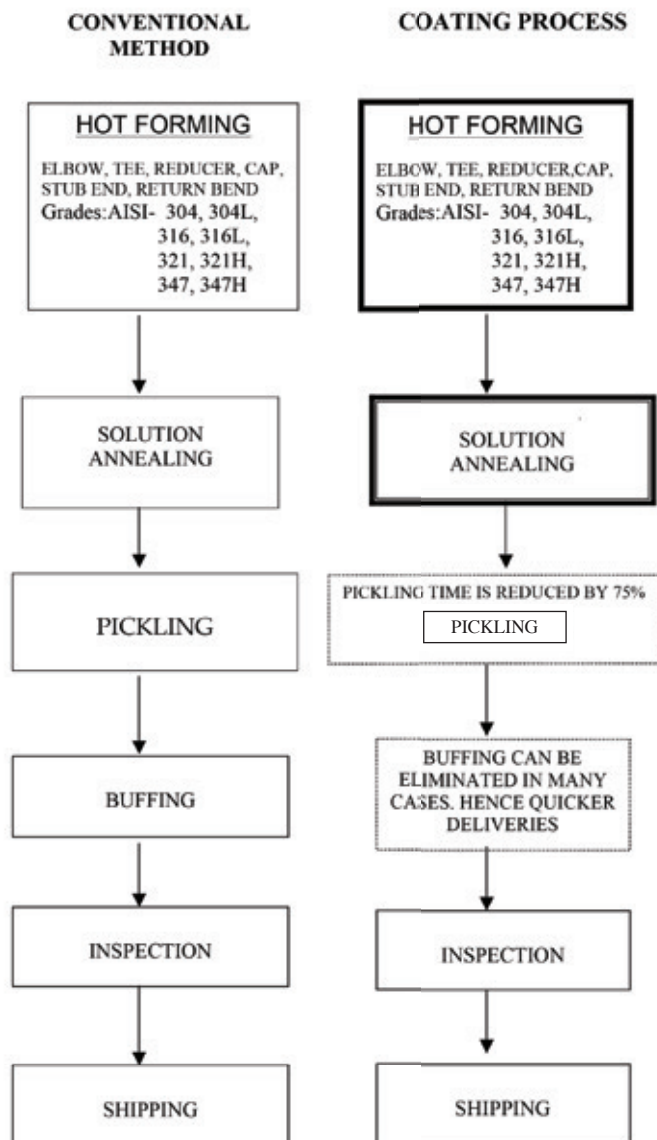 CONVENTIONAL
METHOD
HOT FORMING
ELBOW, TEE, REDUCER, CAP,
STUB END, RETURN BEND
Grades:AISI- 304, 304L,
316, 316L,
321, 321H,
347, 347H
SOLUTION
ANNEALING
PICKLING
BUFFING
INSPECTION
SHIPPING
COATING PROCESS
HOT FORMING
ELBOW, TEE, REDUCER,CAP,
STUB END, RETURN BEND
Grades:AISI- 304, 304L,
316, 316L,
321, 321H,
347, 347H
SOLUTION
ANNEALING
PICKLING TIME IS REDUCED BY 75%
PICKLING
BUFFING CAN BE
ELIMINATED IN MANY
CASES. HENCE QUICKER
DELIVERIES
INSPECTION
SHIPPING